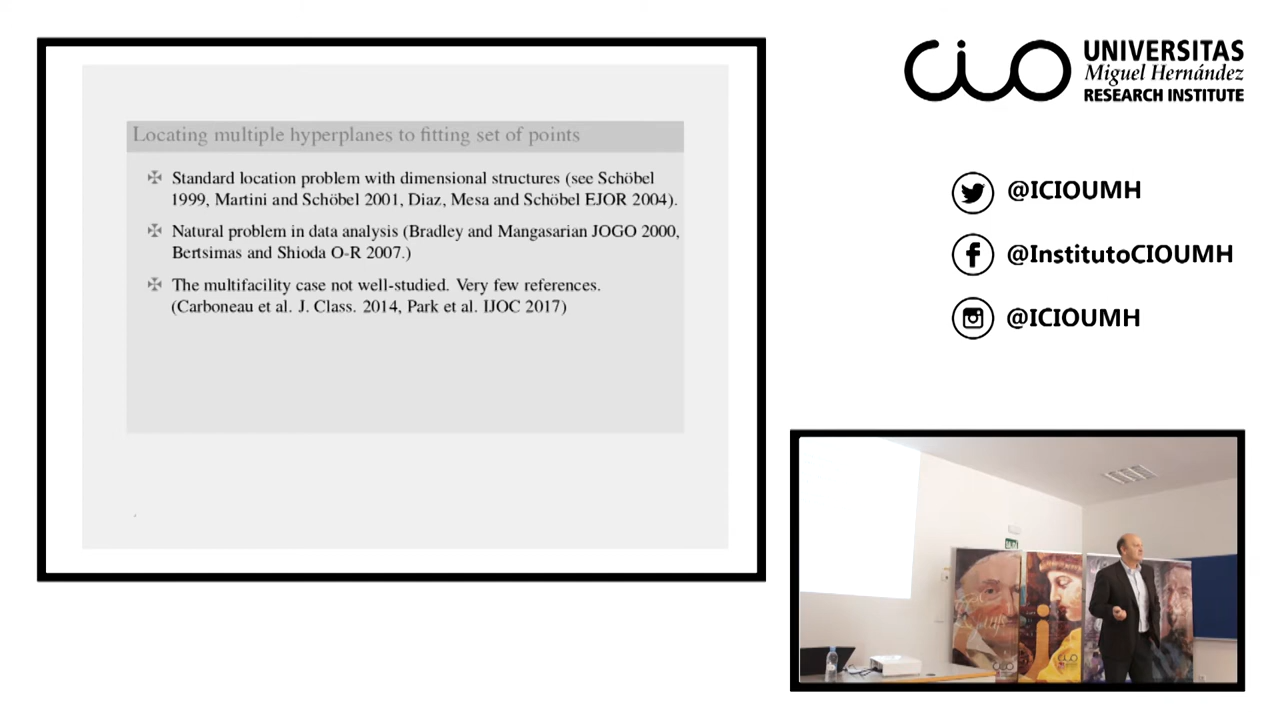 Locating multiple hyperplanes to fitting set of points
Standard location problem with dimensional structures (see Schöbel
1999, Martini and Schöbel 2001, Diaz, Mesa and Schöbel EJOR 2004).
Natural problem in data analysis (Bradley and Mangasarian JOGO 2000,
Bertsimas and Shioda O-R 2007.)
The multifacility case not well-studied. Very few references.
(Carboneau et al. J. Class. 2014, Park et al. IJOC 2017)
cio
UNIVERSITAS
Miguel Hernández
RESEARCH INSTITUTE
@ICIOUMH
@InstitutoCIOUMH
@ICIOUMH